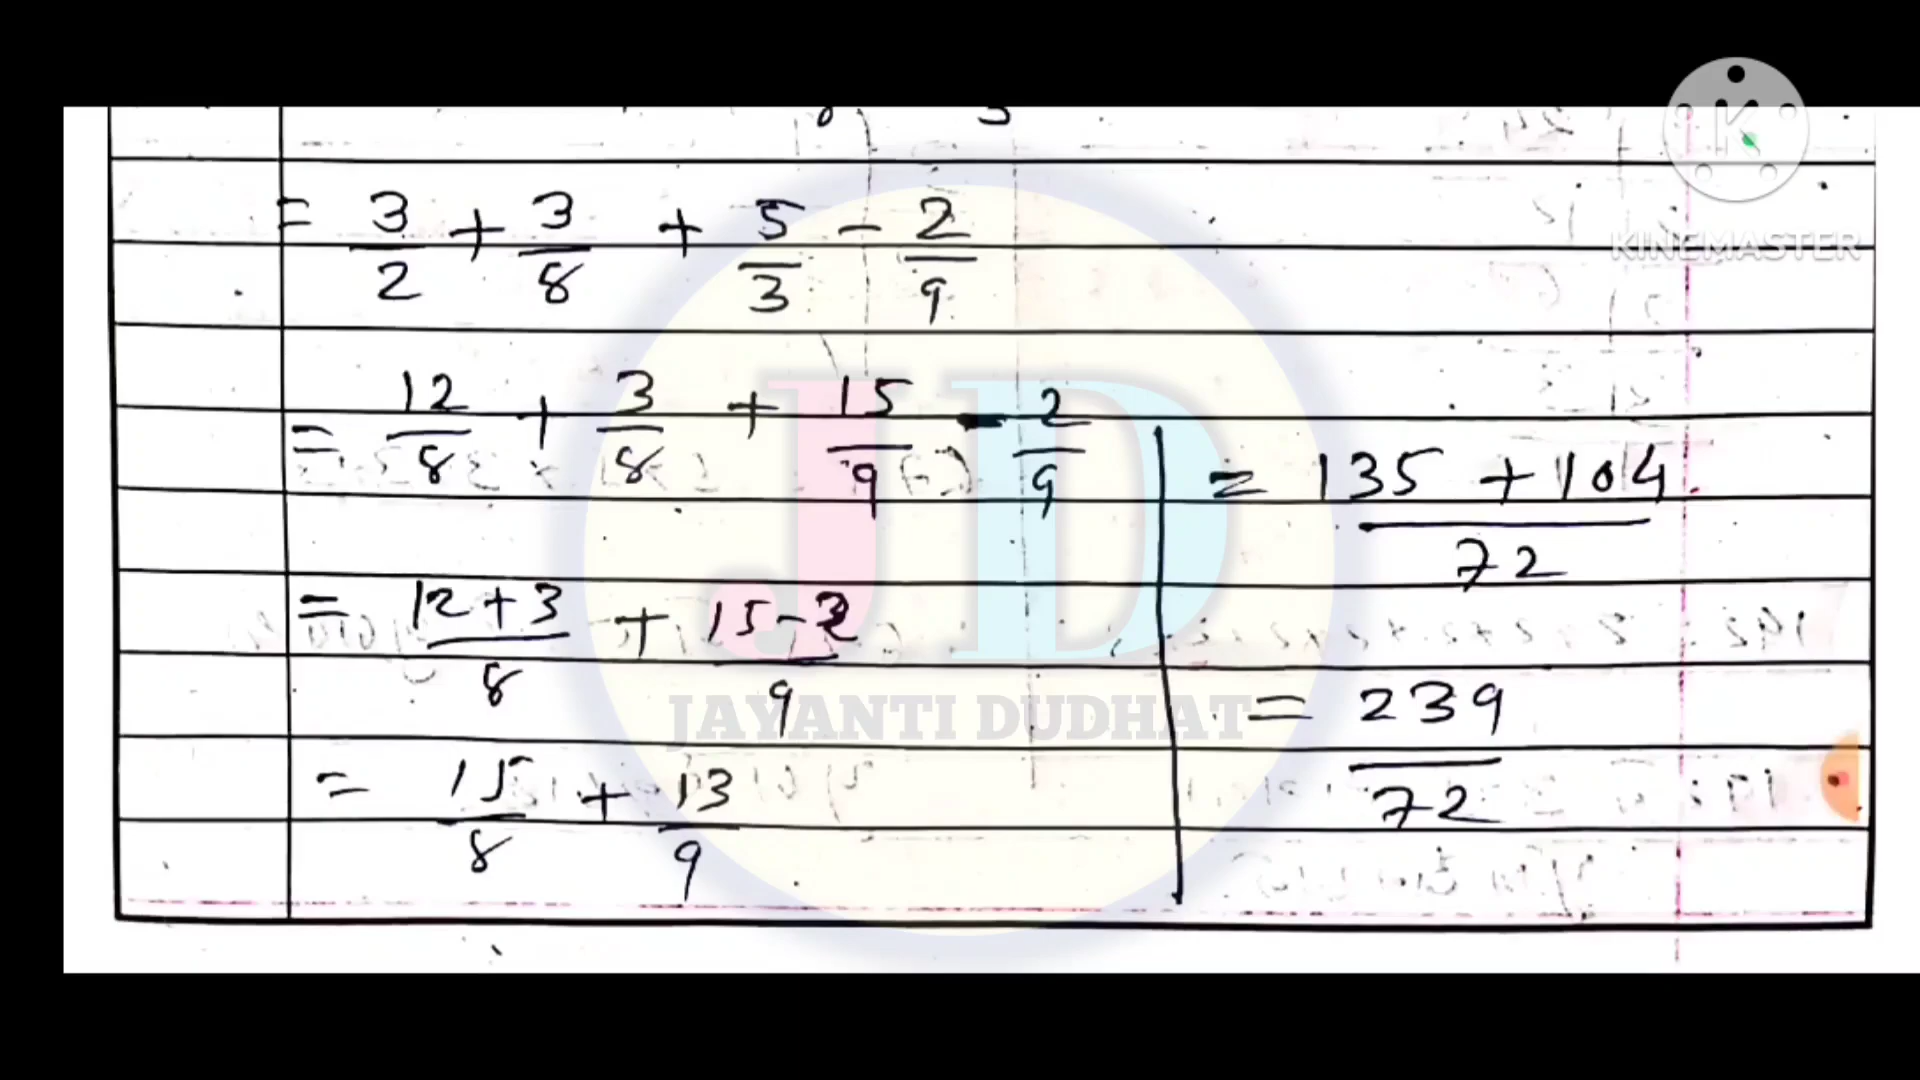 = 3/2 + 3/8 + 5/3 - 2/9
= 12/8 + 3/8 + 15/9 - 2/9
= 12+3/8 + 15-2/9
= 15/8 + 13/9
= 135 + 104/72
= 239/72
JD
JAYANTI DUDHAT
K
KINEMASTER